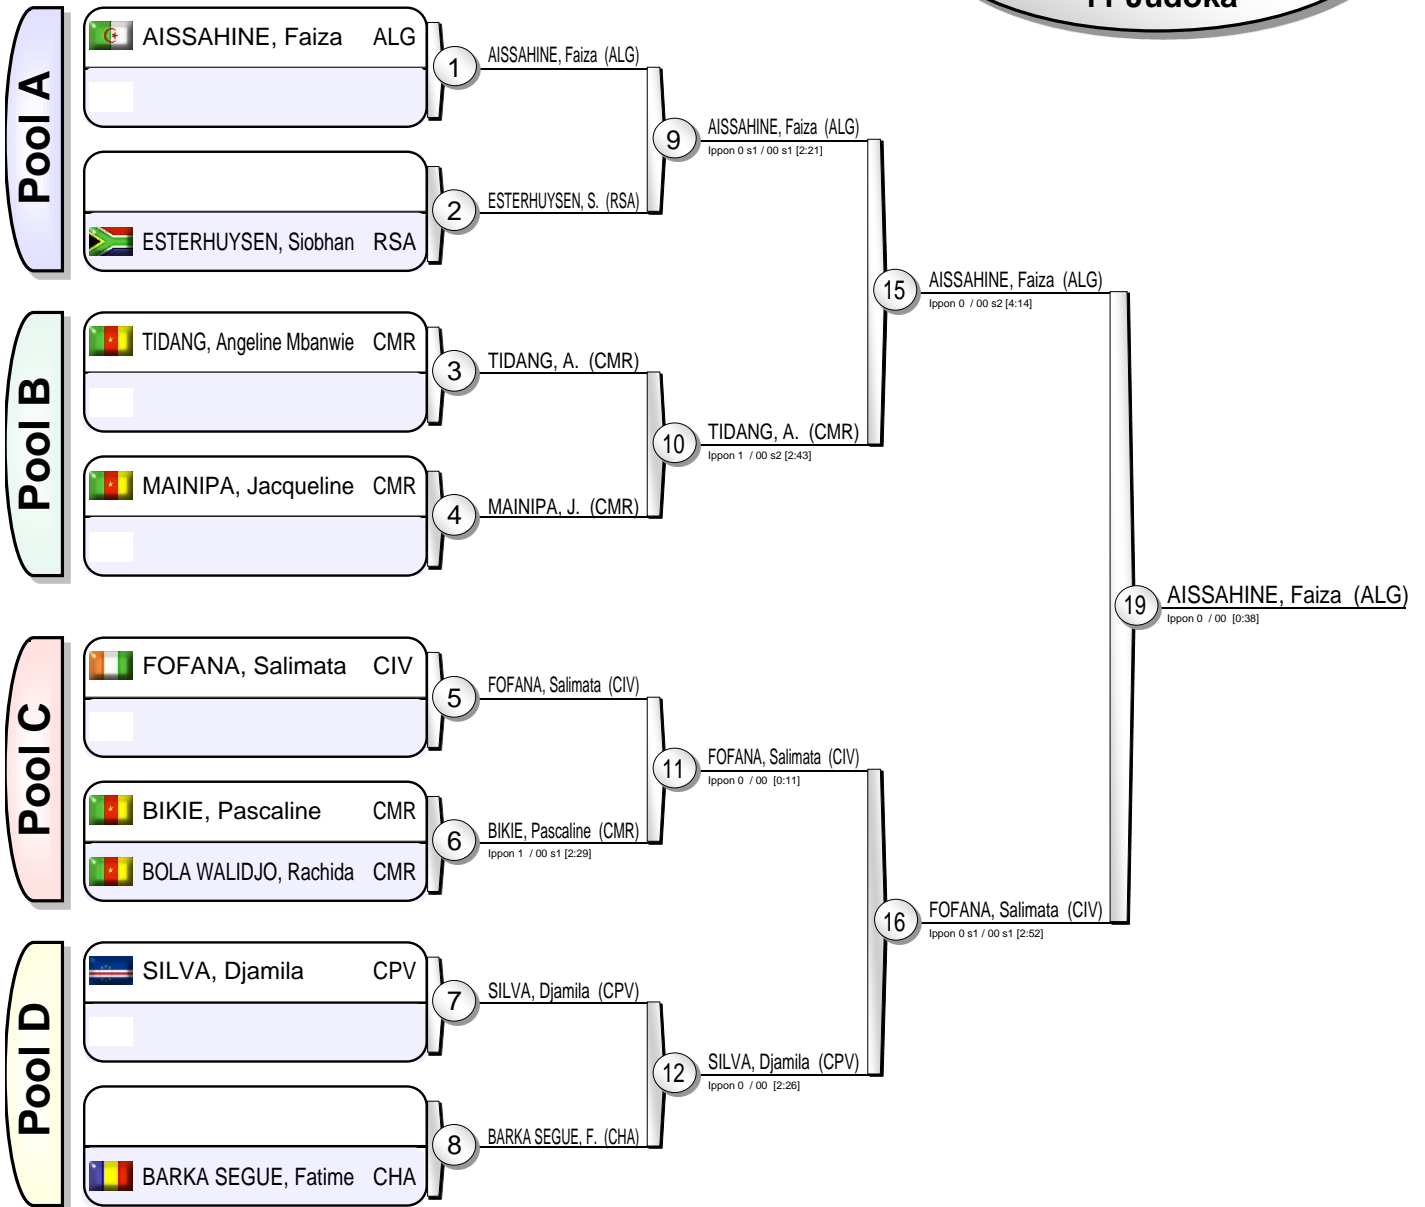 11 Judoka
Pool A
AISSAHINE, Faiza ALG
1
AISSAHINE, Faiza (ALG)
ESTERHUYSEN, Siobhan RSA
2
ESTERHUYSEN, S. (RSA)
9
AISSAHINE, Faiza (ALG)
Ippon 0 s1 / 00 s1 [2:21]
Pool B
TIDANG, Angeline Mbanwie CMR
3
TIDANG, A. (CMR)
MAINIPA, Jacqueline CMR
4
MAINIPA, J. (CMR)
10
TIDANG, A. (CMR)
Ippon 1 / 00 s2 [2:43]
15
AISSAHINE, Faiza (ALG)
Ippon 0 / 00 s2 [4:14]
Pool C
FOFANA, Salimata CIV
5
FOFANA, Salimata (CIV)
BIKIE, Pascaline CMR
BOLA WALIDJO, Rachida CMR
6
BIKIE, Pascaline (CMR)
Ippon 1 / 00 s1 [2:29]
11
FOFANA, Salimata (CIV)
Ippon 0 / 00 [0:11]
Pool D
SILVA, Djamila CPV
7
SILVA, Djamila (CPV)
BARKA SEGUE, Fatime CHA
8
BARKA SEGUE, F. (CHA)
12
SILVA, Djamila (CPV)
Ippon 0 / 00 [2:26]
16
FOFANA, Salimata (CIV)
Ippon 0 s1 / 00 s1 [2:52]
19
AISSAHINE, Faiza (ALG)
Ippon 0 / 00 [0:38]